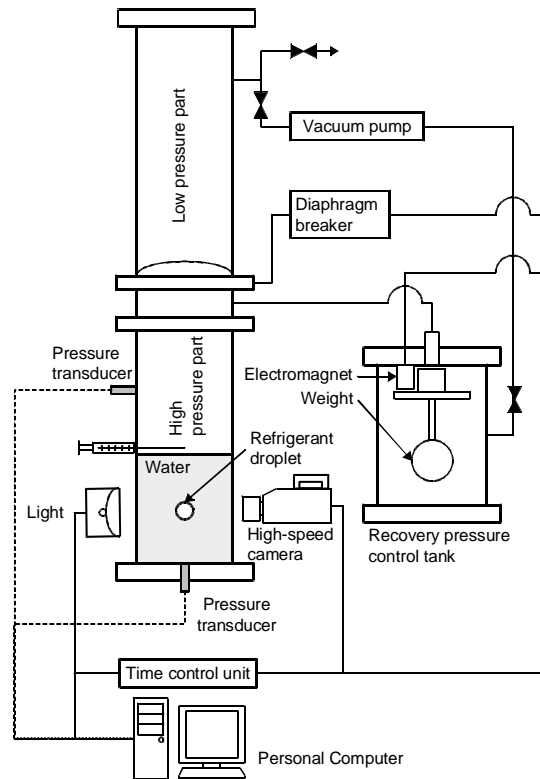 Low pressure part
Vacuum pump
Diaphragm
breaker
Pressure
transducer
High
pressure part
Electromagnet
Weight
Water
Refrigerant
droplet
Light
High-speed
camera
Recovery pressure
control tank
Pressure
transducer
Time control unit
Personal Computer